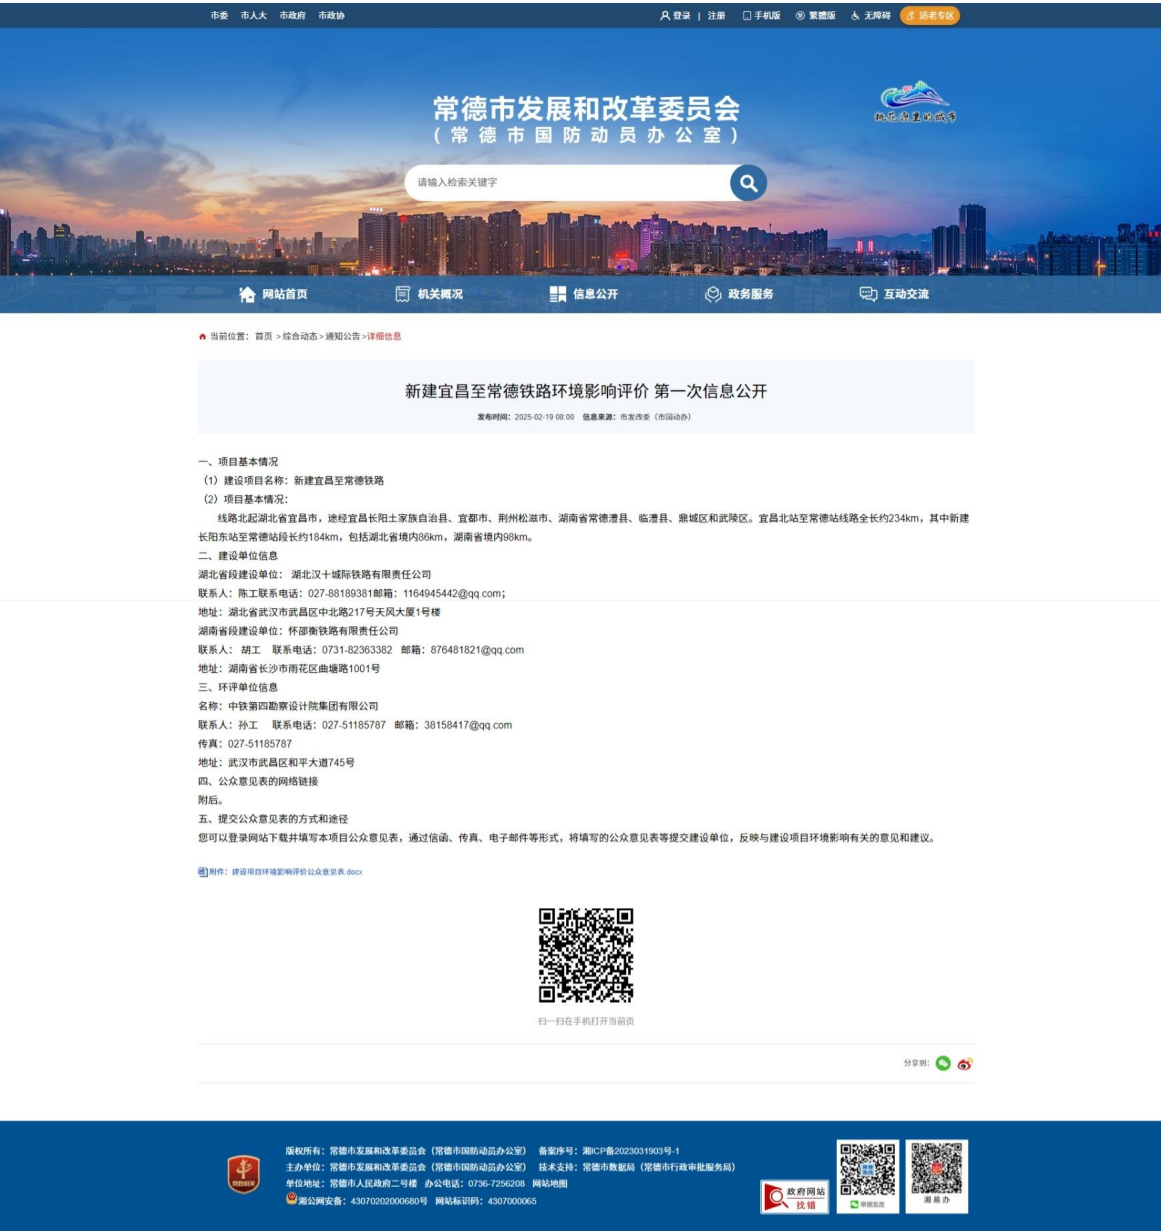 市委 市人大 市政府 市政协 登录 | 注册 手机版 繁體版 无障碍 适老专区
常德市发展和改革委员会
(常德市国防动员办公室)
桃花源里的城市
请输入检索关键字
网站首页 机关概况 信息公开 政务服务 互动交流
当前位置： 首页 >综合动态>通知公告>详细信息
新建宜昌至常德铁路环境影响评价 第一次信息公开
发布时间：2025-02-19 08:00 信息来源：市发改委（市国动办）
一、项目基本情况
（1）建设项目名称：新建宜昌至常德铁路
（2）项目基本情况：
线路北起湖北省宜昌市，途经宜昌长阳土家族自治县、宜都市、荆州松滋市、湖南省常德澧县、临澧县、鼎城区和武陵区。宜昌北站至常德站线路全长约234km，其中新建
长阳东站至常德站段长约184km，包括湖北省境内86km，湖南省境内98km。
二、建设单位信息
湖北省段建设单位： 湖北汉十城际铁路有限责任公司
联系人：陈工联系电话：027-88189381邮箱：1164945442@qq.com；
地址：湖北省武汉市武昌区中北路217号天风大厦1号楼
湖南省段建设单位：怀邵衡铁路有限责任公司
联系人： 胡工 联系电话：0731-82363382 邮箱：876481821@qq.com
地址：湖南省长沙市雨花区曲塘路1001号
三、环评单位信息
名称：中铁第四勘察设计院集团有限公司
联系人：孙工 联系电话：027-51185787 邮箱：38158417@qq.com
传真：027-51185787
地址：武汉市武昌区和平大道745号
四、公众意见表的网络链接
附后。
五、提交公众意见表的方式和途径
您可以登录网站下载并填写本项目公众意见表，通过信函、传真、电子邮件等形式，将填写的公众意见表等提交建设单位，反映与建设项目环境影响有关的意见和建议。
附件：建设项目环境影响评价公众意见表.docx
扫一扫在手机打开当前页
分享到：
版权所有：常德市发展和改革委员会（常德市国防动员办公室） 备案序号：湘ICP备2023031903号-1
主办单位：常德市发展和改革委员会（常德市国防动员办公室） 技术支持：常德市数据局（常德市行政审批服务局）
单位地址：常德市人民政府二号楼 办公电话：0736-7256208 网站地图
湘公网安备：43070202000680号 网站标识码：4307000065
党政机关
政府网站
找错
常德发改
湘易办